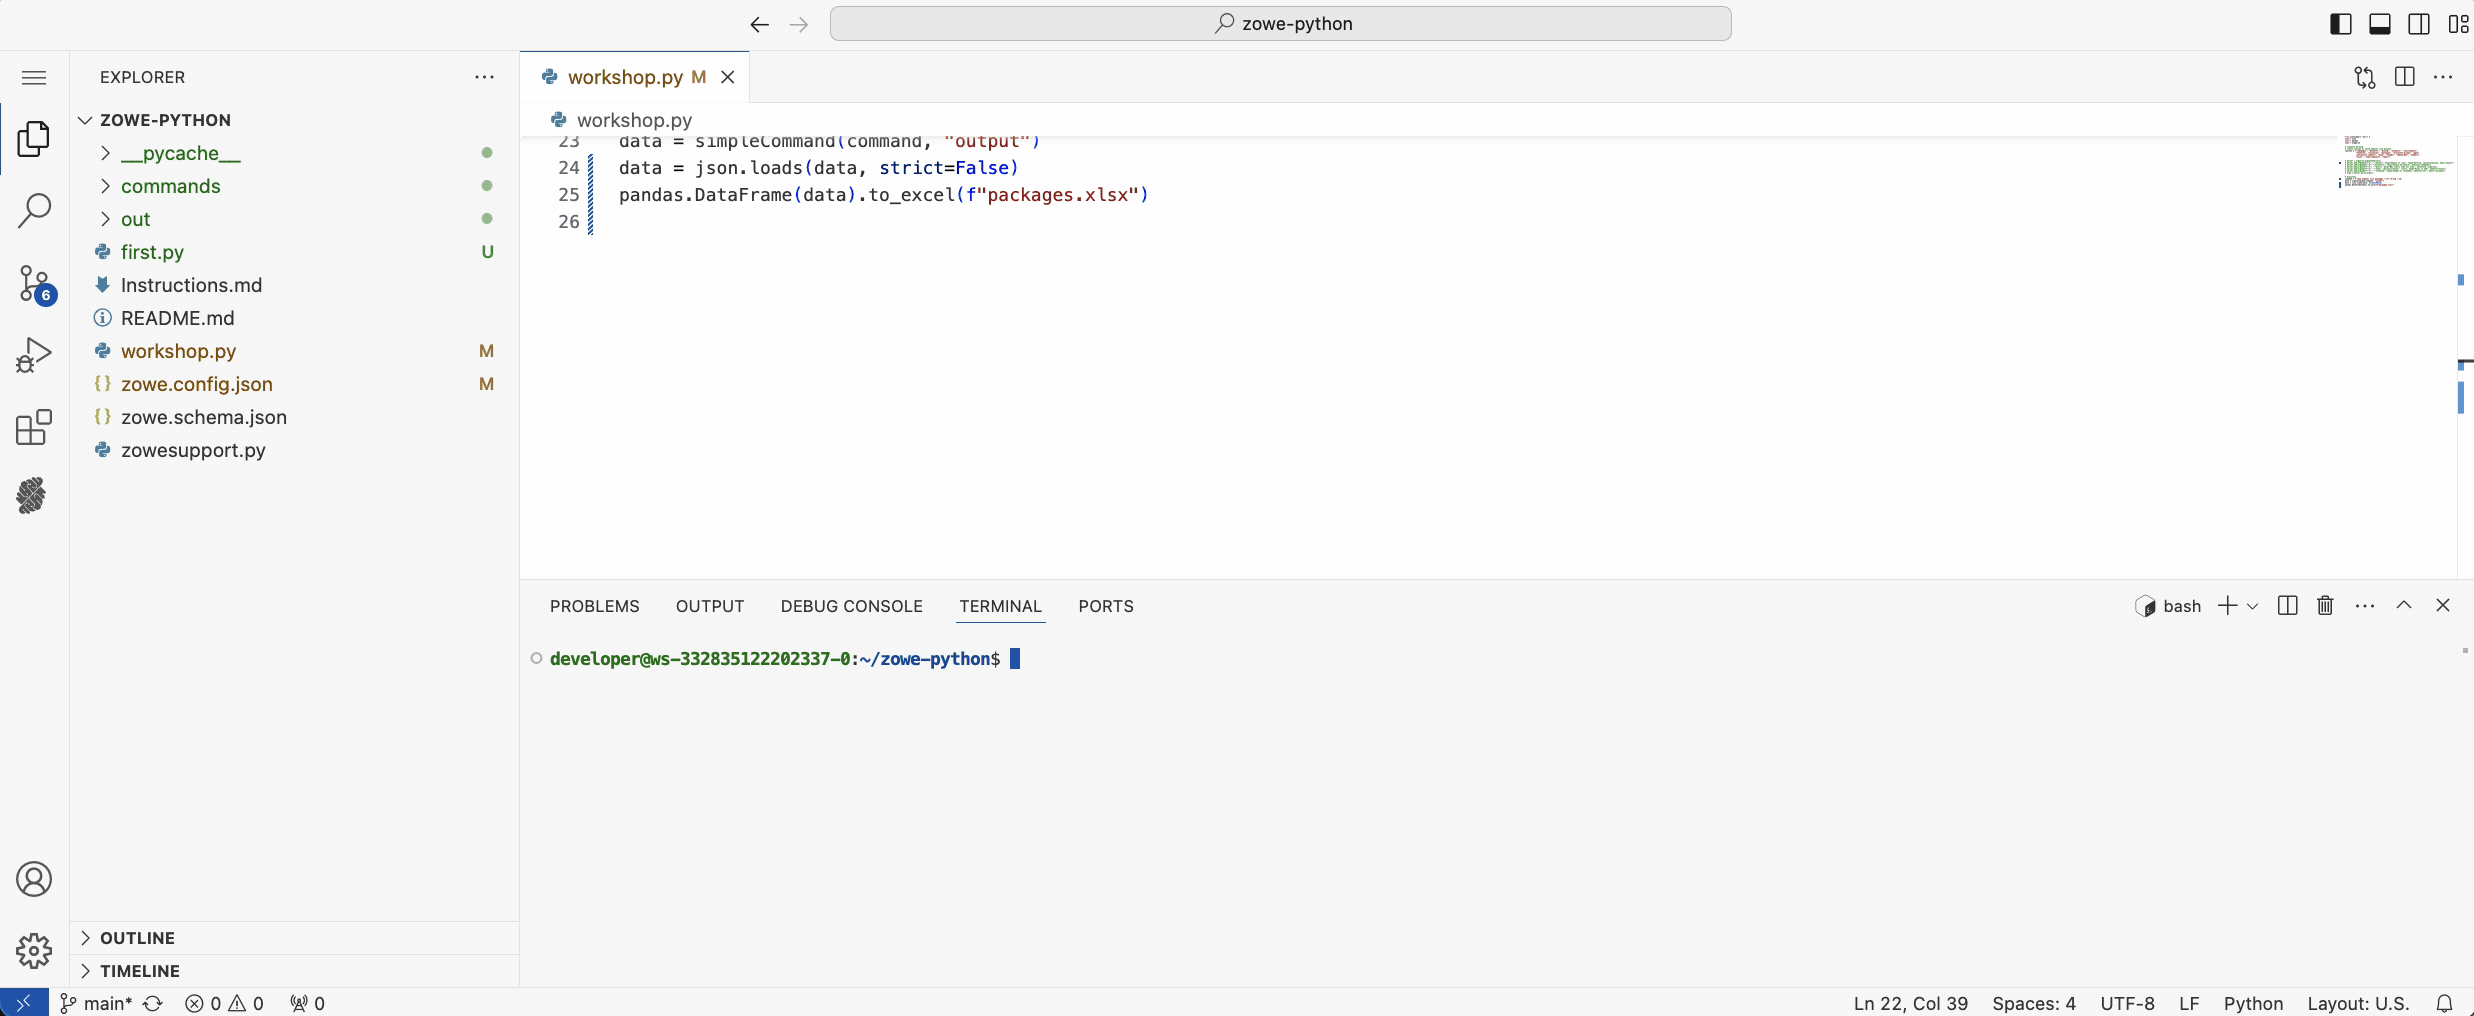 zowe-python
EXPLORER
workshop.py M
ZOWE-PYTHON
workshop.py
__pycache__
commands
out
first.py U
Instructions.md
README.md
workshop.py M
zowe.config.json M
zowe.schema.json
zowesupport.py
6
23 data = simpleCommand(command, "output")
24 data = json.loads(data, strict=False)
25 pandas.DataFrame(data).to_excel(f"packages.xlsx")
26
PROBLEMS OUTPUT DEBUG CONSOLE TERMINAL PORTS
bash
developer@ws-332835122202337-0:~/zowe-python$
OUTLINE
TIMELINE
main* 0 0 0
Ln 22, Col 39 Spaces: 4 UTF-8 LF Python Layout: U.S.